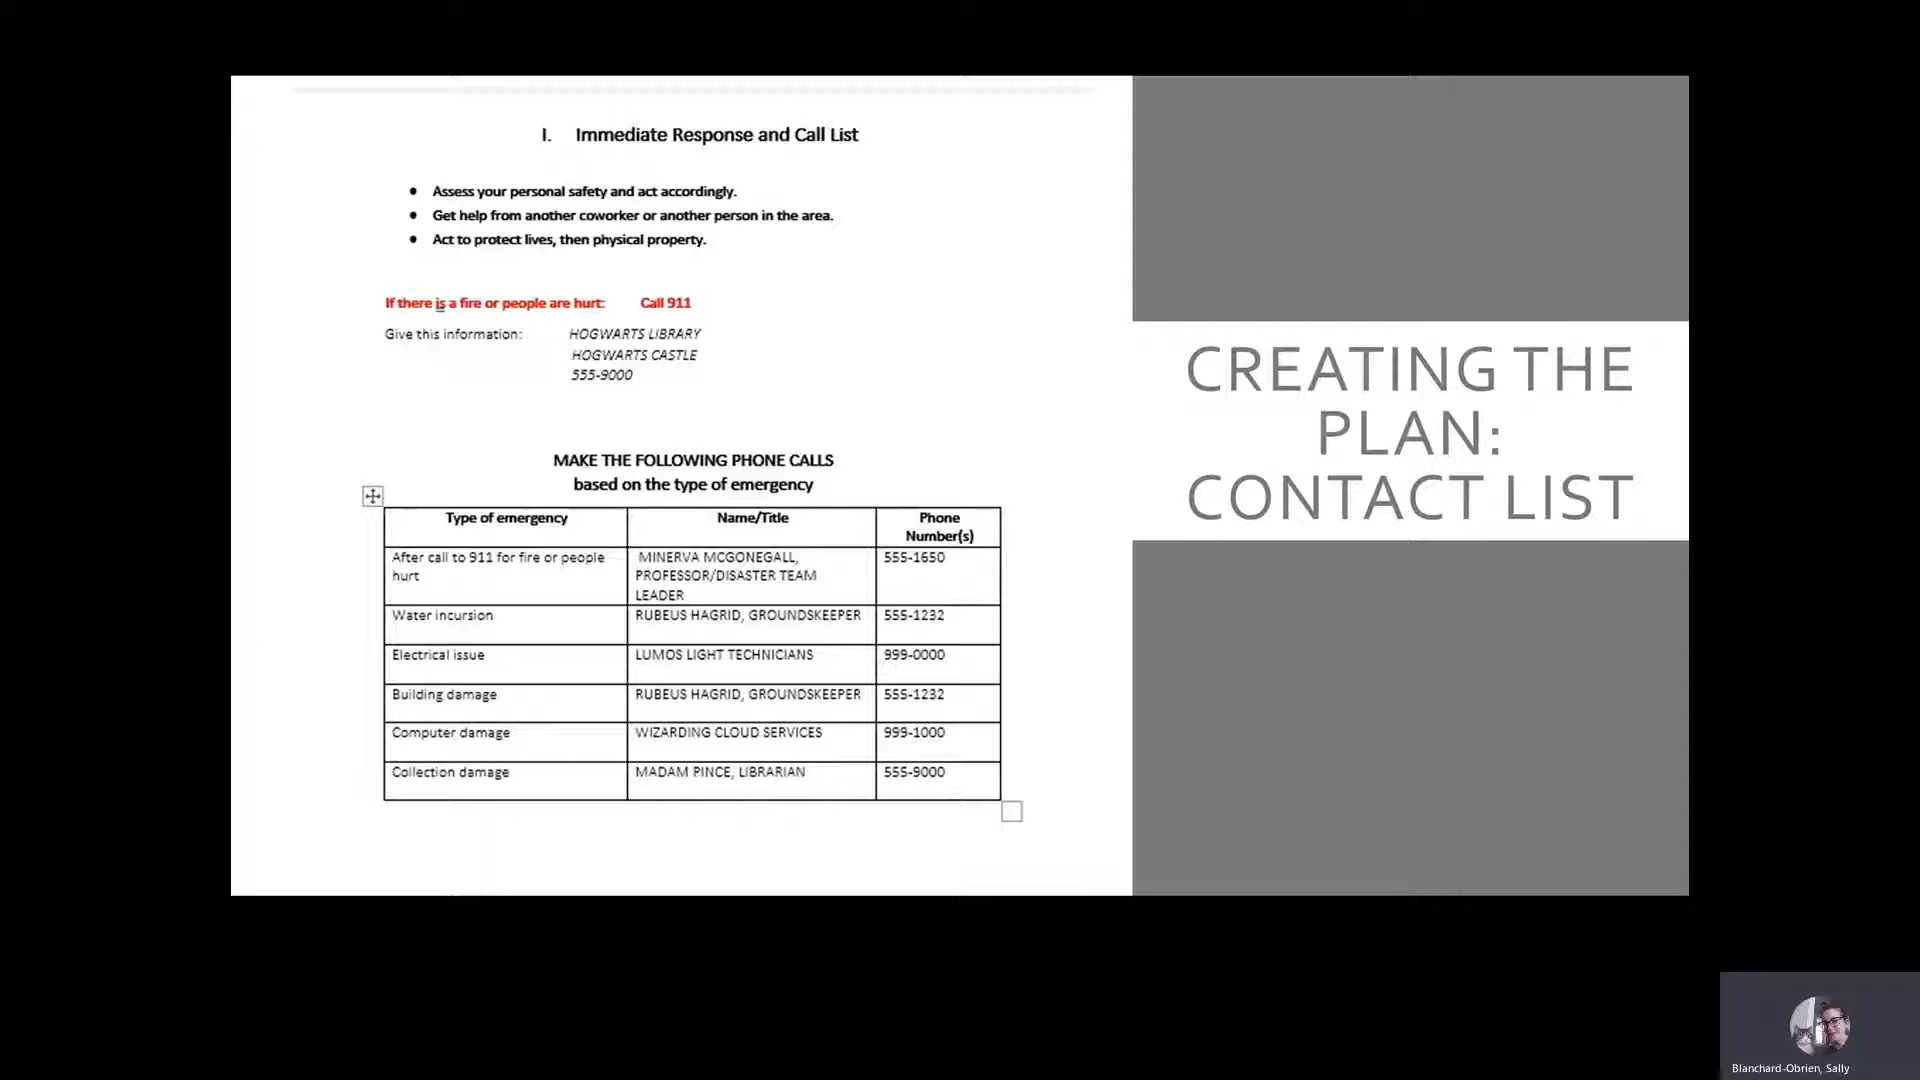 I. Immediate Response and Call List
• Assess your personal safety and act accordingly.
• Get help from another coworker or another person in the area.
• Act to protect lives, then physical property.
If there is a fire or people are hurt: Call 911
Give this information: HOGWARTS LIBRARY
HOGWARTS CASTLE
555-9000
MAKE THE FOLLOWING PHONE CALLS
based on the type of emergency
Type of emergency Name/Title Phone
Number(s)
After call to 911 for fire or people MINERVA MCGONEGALL, 555-1650
hurt PROFESSOR/DISASTER TEAM
LEADER
Water incursion RUBEUS HAGRID, GROUNDSKEEPER 555-1232
Electrical issue LUMOS LIGHT TECHNICIANS 999-0000
Building damage RUBEUS HAGRID, GROUNDSKEEPER 555-1232
Computer damage WIZARDING CLOUD SERVICES 999-1000
Collection damage MADAM PINCE, LIBRARIAN 555-9000
CREATING THE
PLAN:
CONTACT LIST
Blanchard-Obrien, Sally